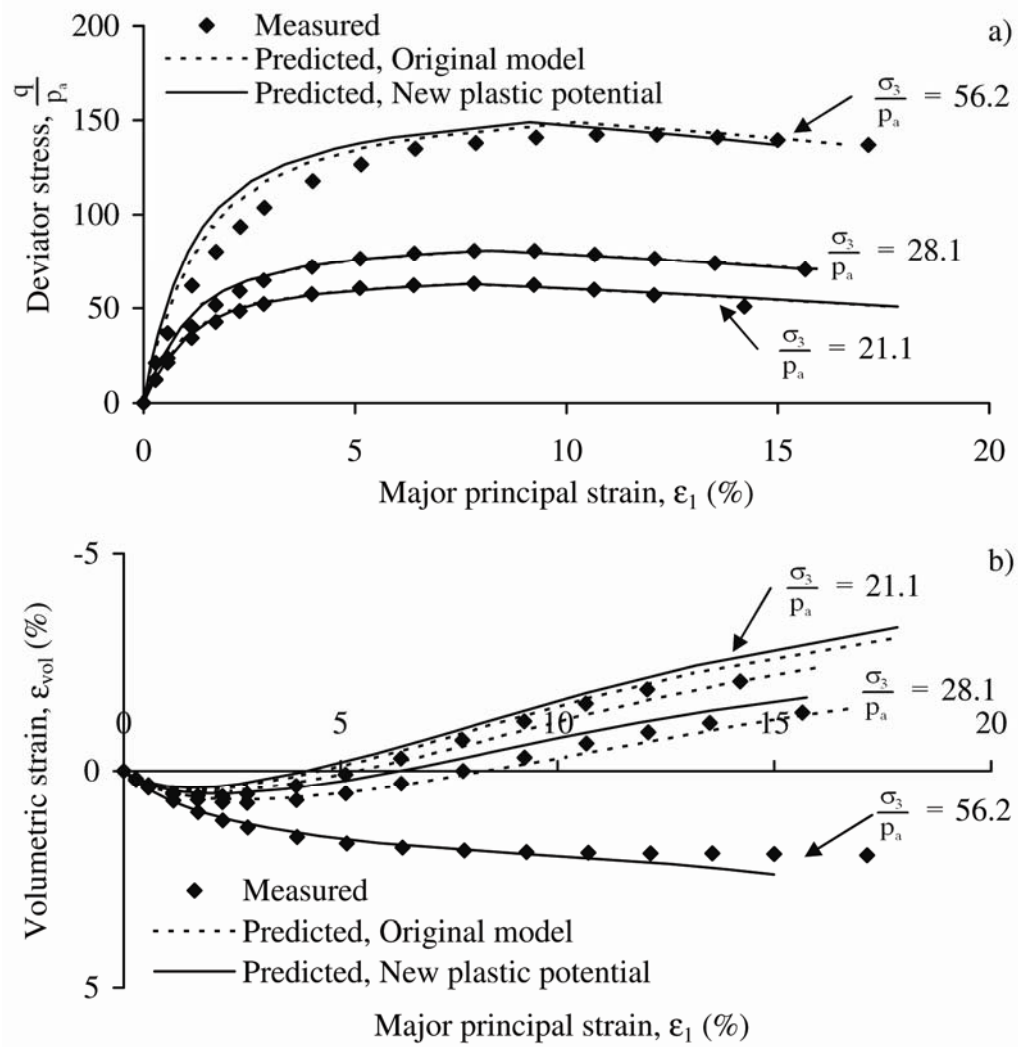 200
150
100
50
0
Deviator stress, q/pₐ
Measured
Predicted, Original model
Predicted, New plastic potential
a)
σ₃/pₐ = 56.2
σ₃/pₐ = 28.1
σ₃/pₐ = 21.1
0 5 10 15 20
Major principal strain, ε₁ (%)
b)
-5
0
5
Volumetric strain, ε_vol (%)
σ₃/pₐ = 21.1
σ₃/pₐ = 28.1
0 5 10 15 20
σ₃/pₐ = 56.2
Measured
Predicted, Original model
Predicted, New plastic potential
Major principal strain, ε₁ (%)